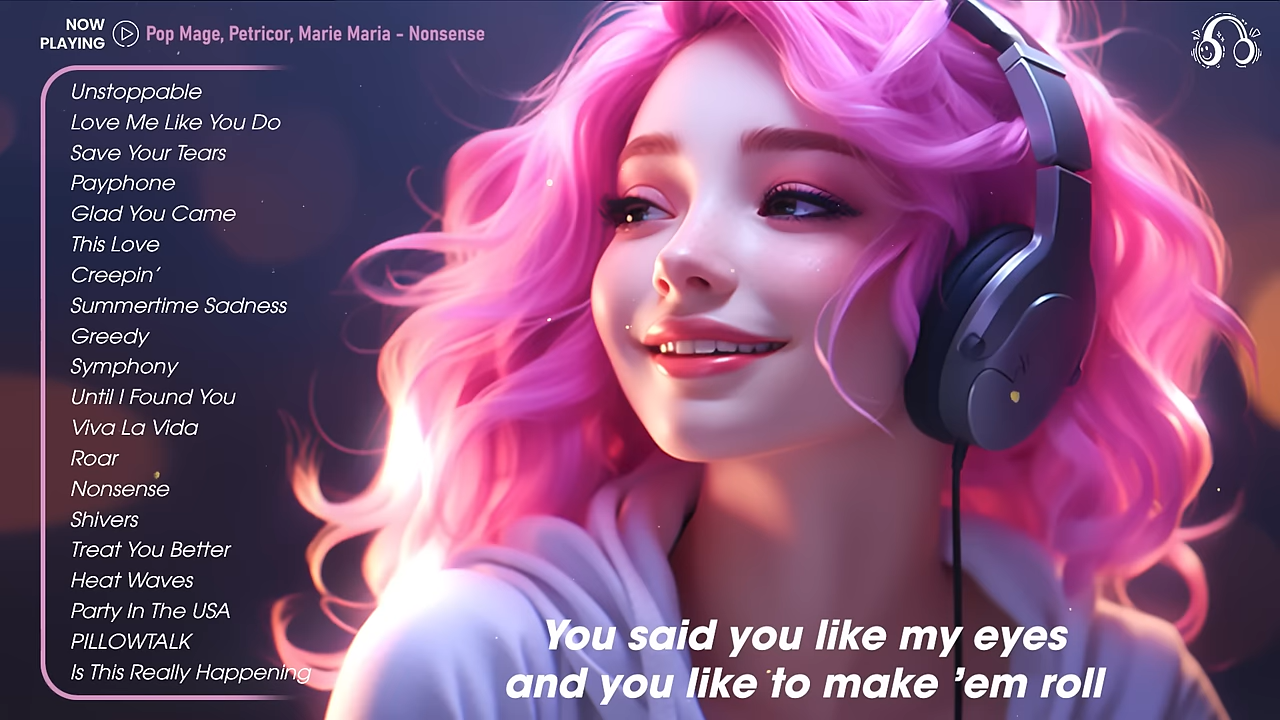 NOW
PLAYING
Pop Mage, Petricor, Marie Maria - Nonsense
Unstoppable
Love Me Like You Do
Save Your Tears
Payphone
Glad You Came
This Love
Creepin’
Summertime Sadness
Greedy
Symphony
Until I Found You
Viva La Vida
Roar
Nonsense
Shivers
Treat You Better
Heat Waves
Party In The USA
PILLOWTALK
Is This Really Happening
You said you like my eyes
and you like to make ’em roll